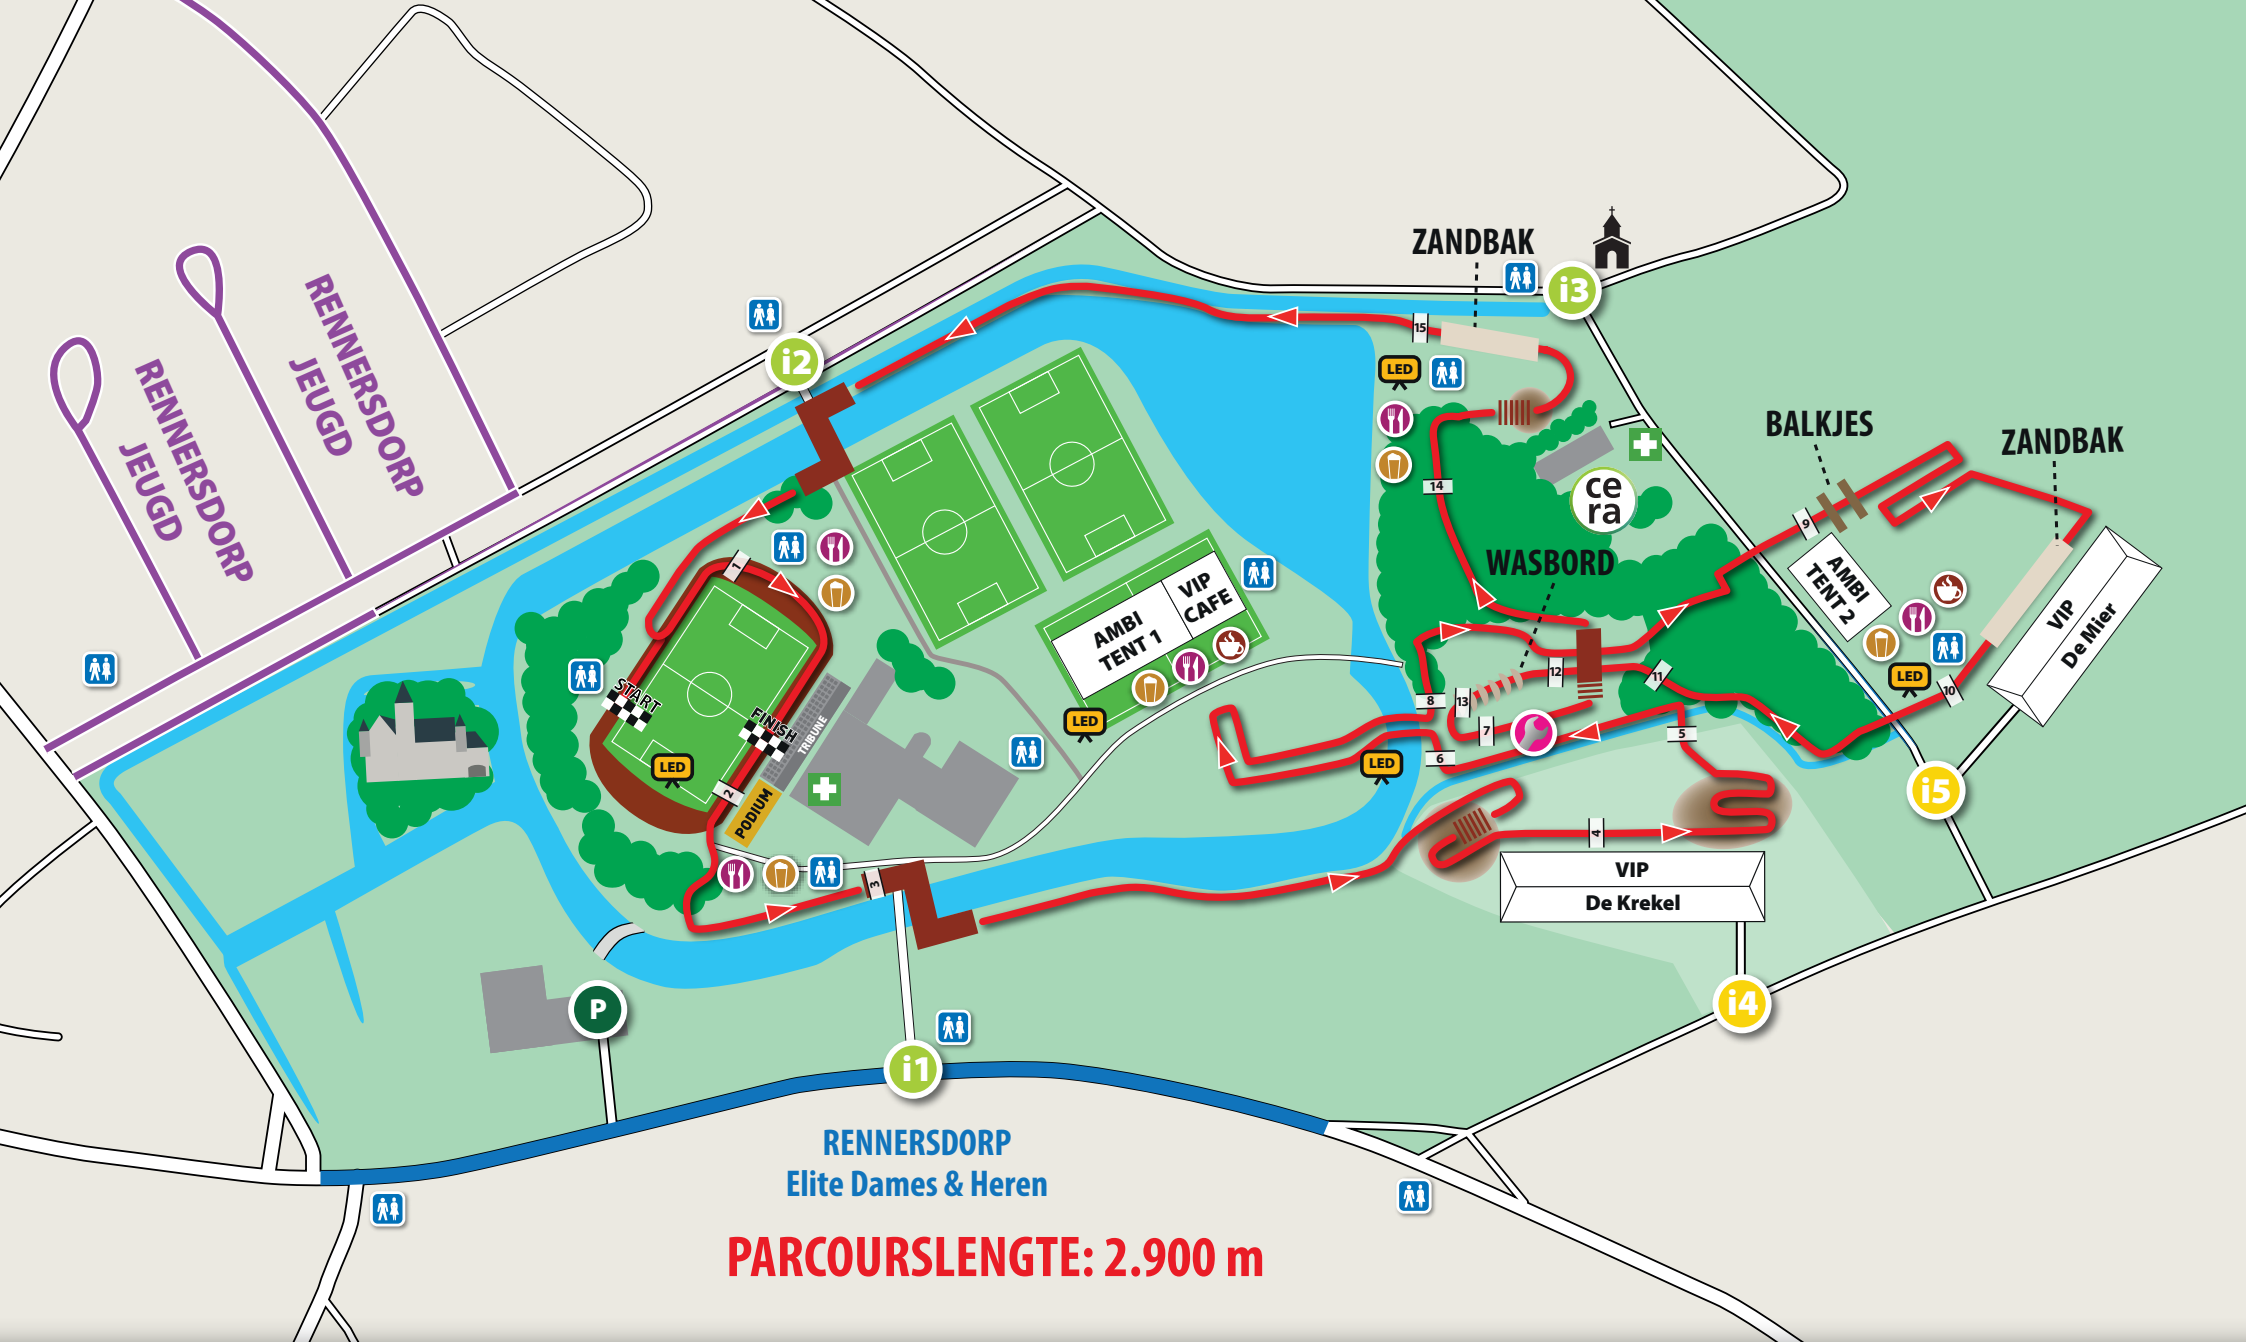 ZANDBAK
i3
i2
RENNERSDORP
JEUGD
RENNERSDORP
JEUGD
15
LED
BALKJES
ZANDBAK
14
ce
ra
9
WASBORD
1
AMBI
TENT 1
VIP
CAFE
AMBI
TENT 2
VIP
DeMier
START
FINISH
TRIBUNE
12
11
LED
10
8
13
7
LED
5
6
LED
LED
2
PODIUM
i5
4
VIP
De Krekel
3
P
i4
i1
RENNERSDORP
Elite Dames & Heren
PARCOURSLENGTE: 2.900 m